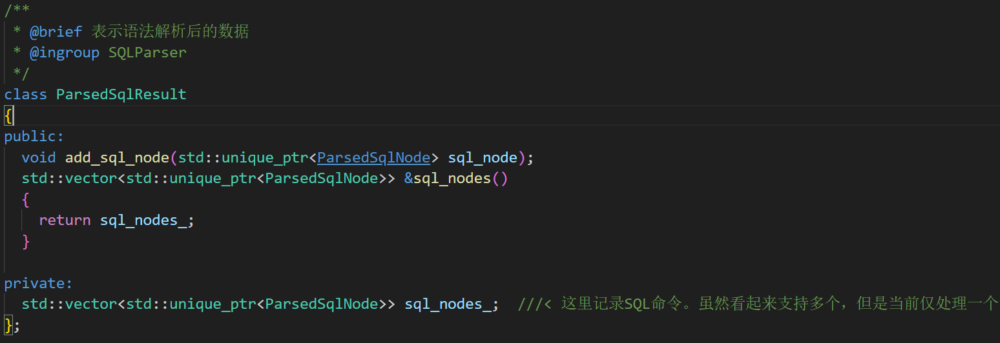 /**
 * @brief 表示语法解析后的数据
 * @ingroup SQLParser
 */
class ParsedSqlResult
{
public:
  void add_sql_node(std::unique_ptr<ParsedSqlNode> sql_node);
  std::vector<std::unique_ptr<ParsedSqlNode>> &sql_nodes()
  {
    return sql_nodes_;
  }
private:
  std::vector<std::unique_ptr<ParsedSqlNode>> sql_nodes_;  ///< 这里记录SQL命令。虽然看起来支持多个，但是当前仅处理一个
};